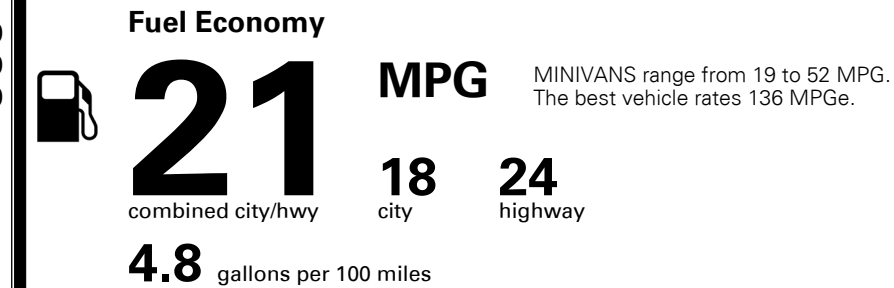 Fuel Economy
21
MPG
MINIVANS range from 19 to 52 MPG.
The best vehicle rates 136 MPGe.
18
24
combined city/hwy
city
highway
4.8 gallons per 100 miles